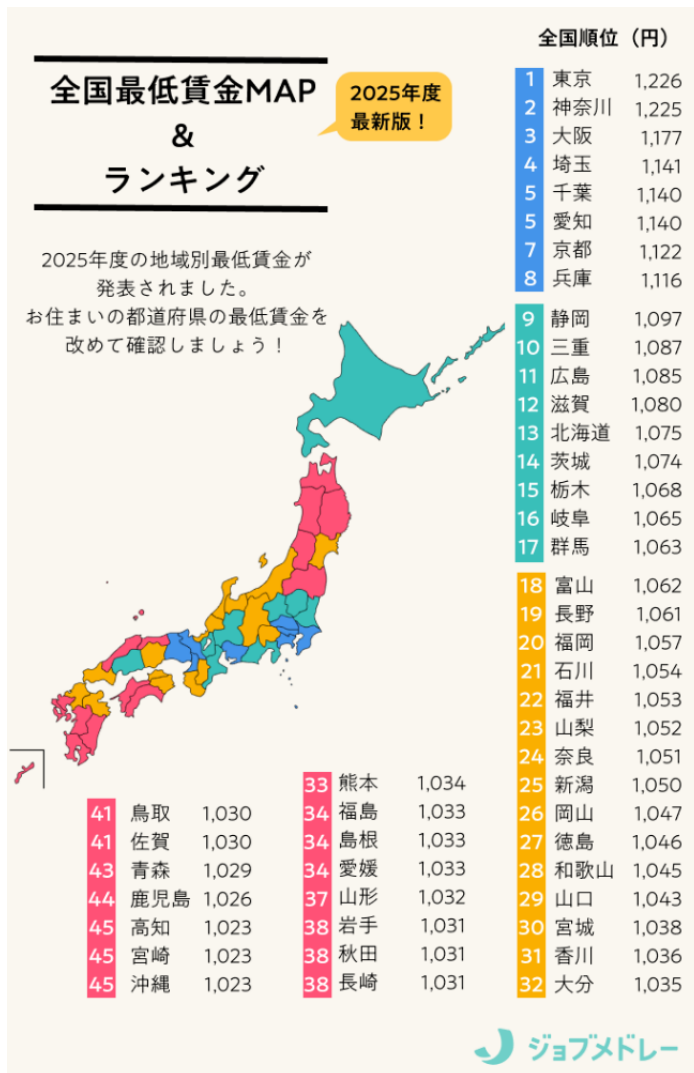 全国最低賃金MAP
&
ランキング
2025年度
最新版！
2025年度の地域別最低賃金が
発表されました。
お住まいの都道府県の最低賃金を
改めて確認しましょう！
全国順位（円）
1 東京 1,226
2 神奈川 1,225
3 大阪 1,177
4 埼玉 1,141
5 千葉 1,140
5 愛知 1,140
7 京都 1,122
8 兵庫 1,116
9 静岡 1,097
10 三重 1,087
11 広島 1,085
12 滋賀 1,080
13 北海道 1,075
14 茨城 1,074
15 栃木 1,068
16 岐阜 1,065
17 群馬 1,063
18 富山 1,062
19 長野 1,061
20 福岡 1,057
21 石川 1,054
22 福井 1,053
23 山梨 1,052
24 奈良 1,051
25 新潟 1,050
26 岡山 1,047
27 徳島 1,046
28 和歌山 1,045
29 山口 1,043
30 宮城 1,038
31 香川 1,036
32 大分 1,035
33 熊本 1,034
34 福島 1,033
34 島根 1,033
34 愛媛 1,033
37 山形 1,032
38 岩手 1,031
38 秋田 1,031
38 長崎 1,031
41 鳥取 1,030
41 佐賀 1,030
43 青森 1,029
44 鹿児島 1,026
45 高知 1,023
45 宮崎 1,023
45 沖縄 1,023
ジョブメドレー